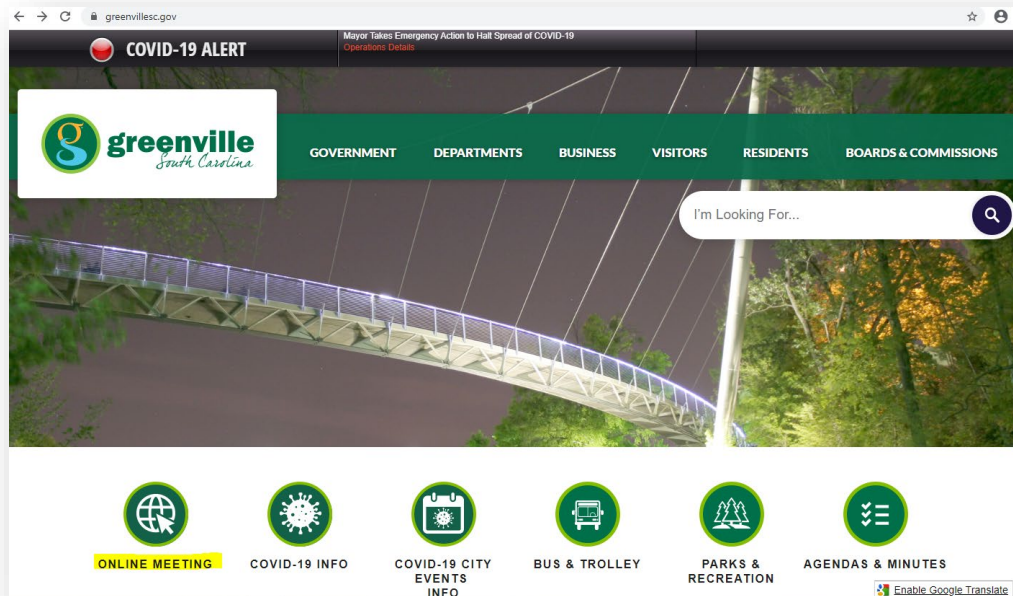 greenvillesc.gov
COVID-19 ALERT
Mayor Takes Emergency Action to Halt Spread of COVID-19
Operations Details
g
greenville
South Carolina
GOVERNMENT DEPARTMENTS BUSINESS VISITORS RESIDENTS BOARDS & COMMISSIONS
I'm Looking For...
ONLINE MEETING
COVID-19 INFO
COVID-19 CITY
EVENTS
INFO
BUS & TROLLEY
PARKS &
RECREATION
AGENDAS & MINUTES
Enable Google Translate